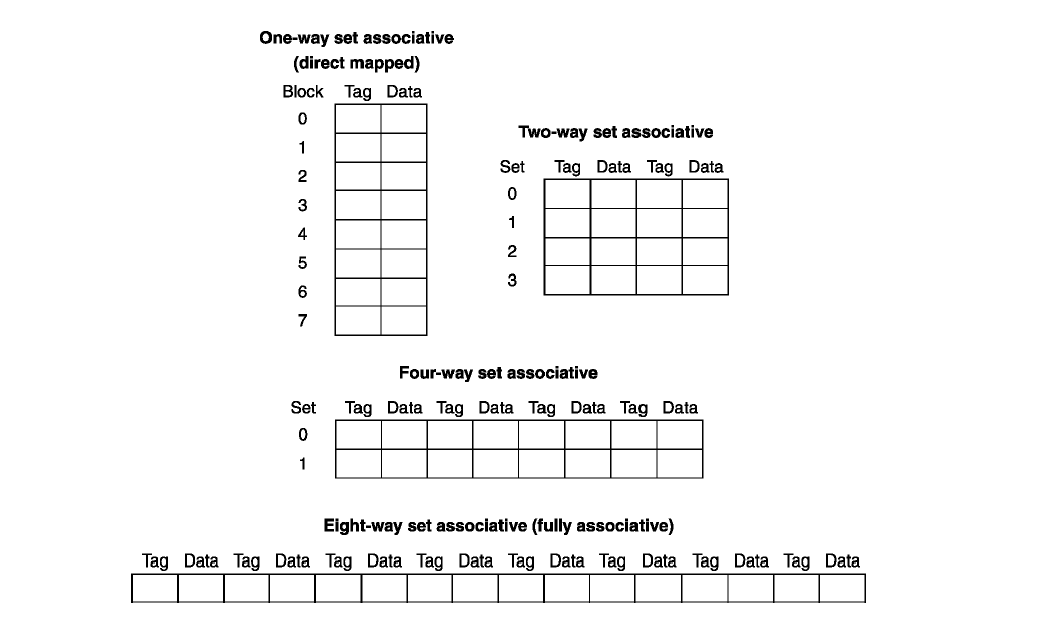 One-way set associative
(direct mapped)
Block Tag Data
0
1
2
3
4
5
6
7
Two-way set associative
Set Tag Data Tag Data
0
1
2
3
Four-way set associative
Set Tag Data Tag Data Tag Data Tag Data
0
1
Eight-way set associative (fully associative)
Tag Data Tag Data Tag Data Tag Data Tag Data Tag Data Tag Data Tag Data